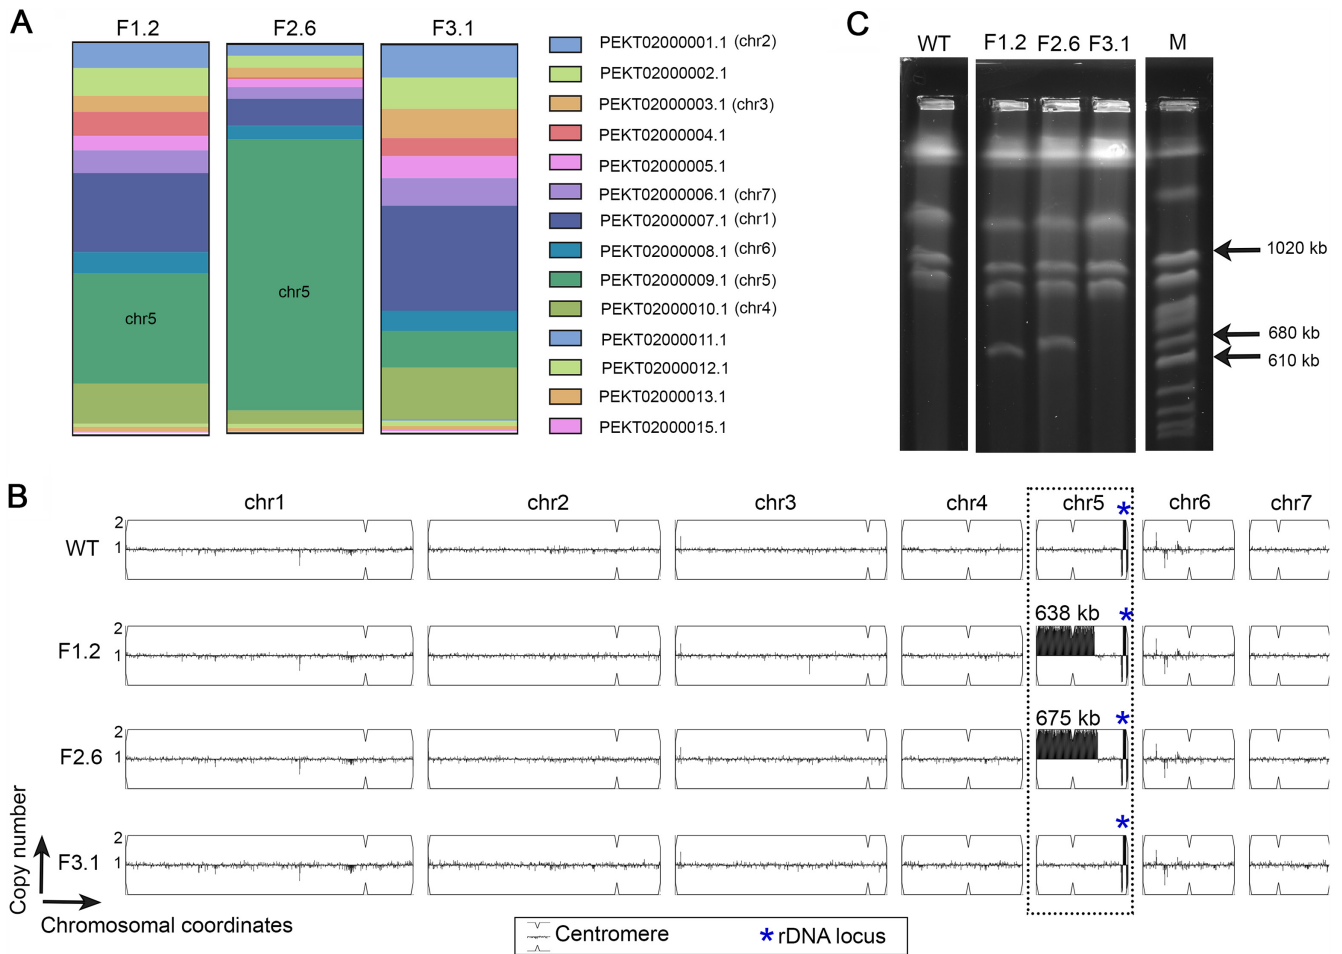 A
F1.2 F2.6 F3.1
chr5
chr5
PEKT02000001.1 (chr2)
PEKT02000002.1
PEKT02000003.1 (chr3)
PEKT02000004.1
PEKT02000005.1
PEKT02000006.1 (chr7)
PEKT02000007.1 (chr1)
PEKT02000008.1 (chr6)
PEKT02000009.1 (chr5)
PEKT02000010.1 (chr4)
PEKT02000011.1
PEKT02000012.1
PEKT02000013.1
PEKT02000015.1
C
WT F1.2 F2.6 F3.1 M
1020 kb
680 kb
610 kb
B
chr1 chr2 chr3 chr4 chr5 chr6 chr7
WT
2
1
*
F1.2
2
1
638 kb
*
F2.6
2
1
675 kb
*
F3.1
2
1
*
Copy number
Chromosomal coordinates
Centromere * rDNA locus